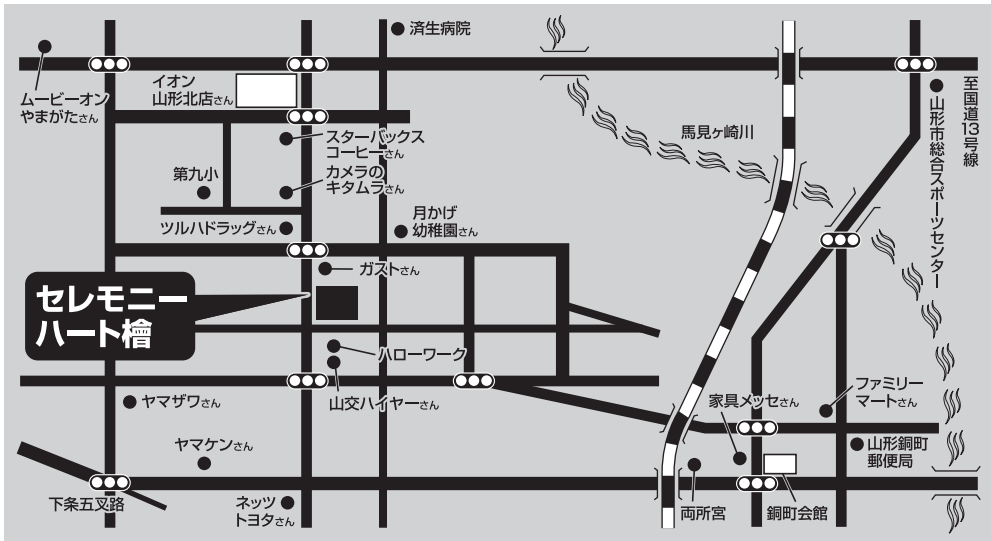 済生病院
ムービーオン
やまがたさん
イオン
山形北店さん
スターバックス
コーヒーさん
カメラの
キタムラさん
第九小
ツルハドラッグさん
月かげ
幼稚園さん
ガストさん
馬見ヶ崎川
至国道13号線
山形市総合スポーツセンター
セレモニー
ハート檜
ハローワーク
山交ハイヤーさん
ヤマザワさん
ヤマケンさん
下条五叉路
ネッツ
トヨタさん
家具メッセさん
ファミリー
マートさん
山形銅町
郵便局
両所宮
銅町会館